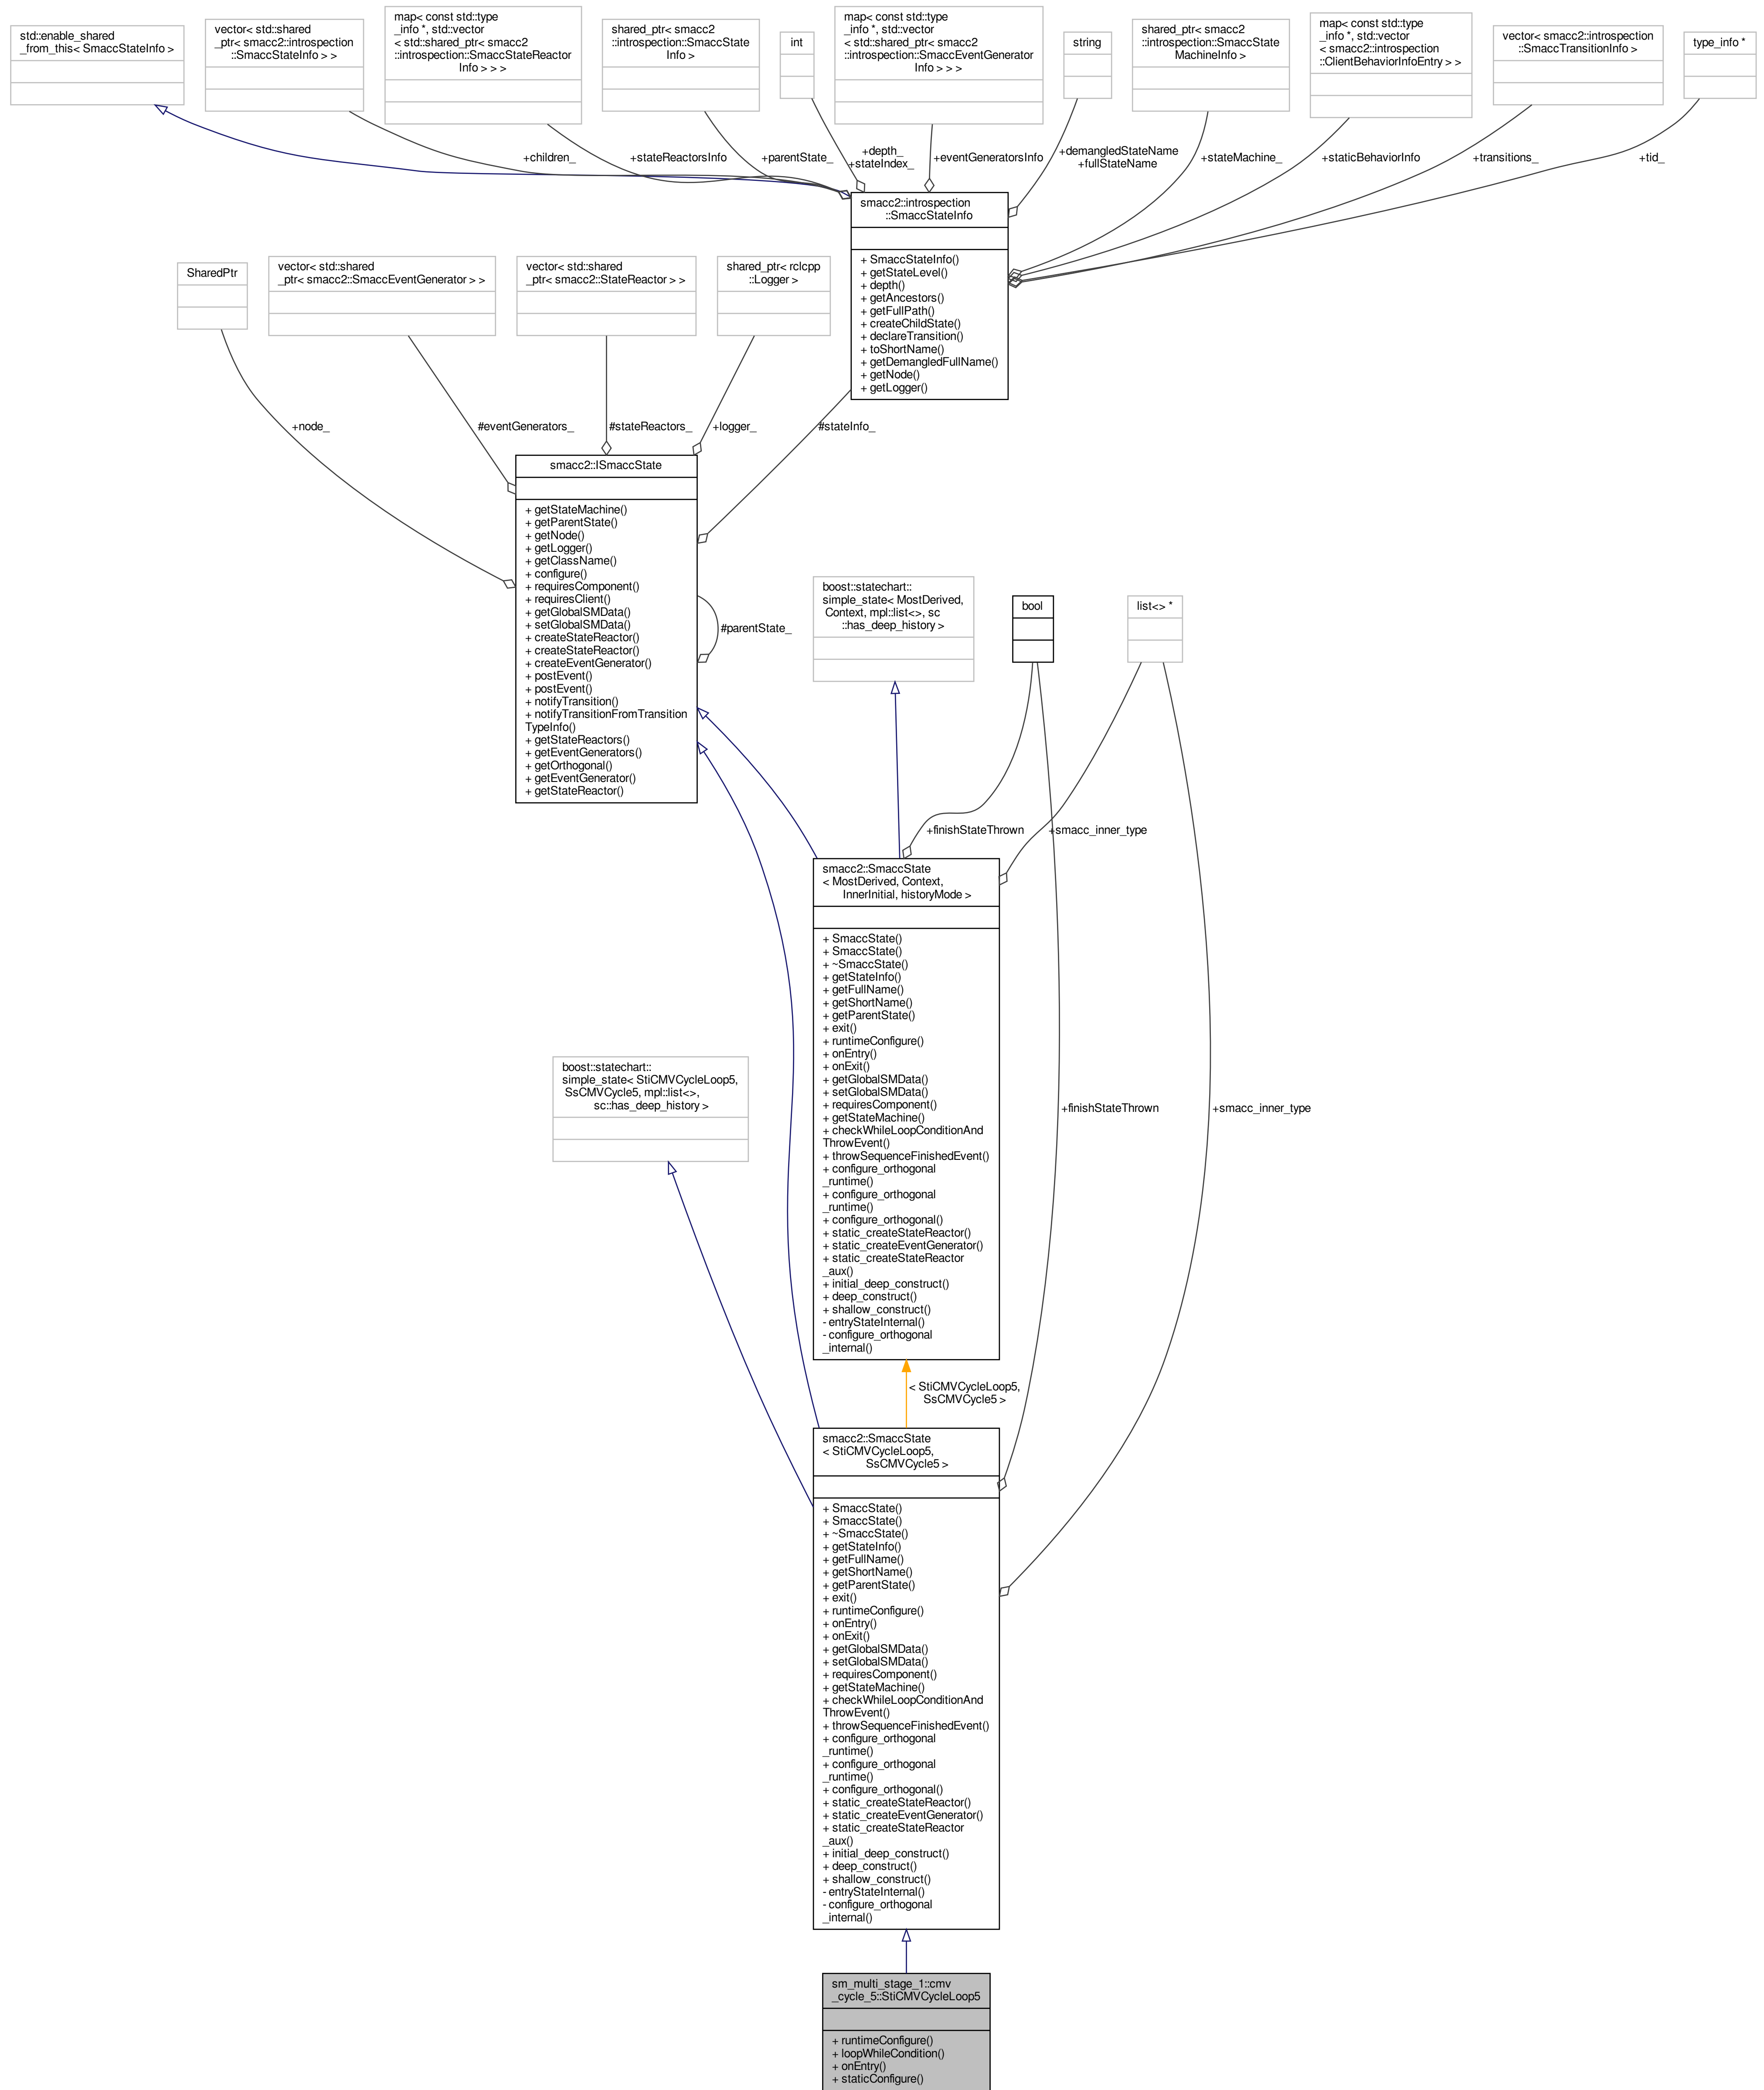 std::enable_shared
_from_this< SmaccStateInfo >
vector< std::shared
_ptr< smacc2::introspection
::SmaccStateInfo > >
map< const std::type
_info *, std::vector
< std::shared_ptr< smacc2
::introspection::SmaccStateReactor
Info > > >
shared_ptr< smacc2
::introspection::SmaccState
Info >
int
map< const std::type
_info *, std::vector
< std::shared_ptr< smacc2
::introspection::SmaccEventGenerator
Info > > >
string
shared_ptr< smacc2
::introspection::SmaccState
MachineInfo >
map< const std::type
_info *, std::vector
< smacc2::introspection
::ClientBehaviorInfoEntry > >
vector< smacc2::introspection
::SmaccTransitionInfo >
type_info *
+children_
+stateReactorsInfo
+parentState_
+depth_
+stateIndex_
+eventGeneratorsInfo
+demangledStateName
+fullStateName
+stateMachine_
+staticBehaviorInfo
+transitions_
+tid_
smacc2::introspection
::SmaccStateInfo
+ SmaccStateInfo()
+ getStateLevel()
+ depth()
+ getAncestors()
+ getFullPath()
+ createChildState()
+ declareTransition()
+ toShortName()
+ getDemangledFullName()
+ getNode()
+ getLogger()
SharedPtr
vector< std::shared
_ptr< smacc2::SmaccEventGenerator > >
vector< std::shared
_ptr< smacc2::StateReactor > >
shared_ptr< rclcpp
::Logger >
+node_
#eventGenerators_
#stateReactors_
+logger_
#stateInfo_
smacc2::ISmaccState
+ getStateMachine()
+ getParentState()
+ getNode()
+ getLogger()
+ getClassName()
+ configure()
+ requiresComponent()
+ requiresClient()
+ getGlobalSMData()
+ setGlobalSMData()
+ createStateReactor()
+ createStateReactor()
+ createEventGenerator()
+ postEvent()
+ postEvent()
+ notifyTransition()
+ notifyTransitionFromTransition
TypeInfo()
+ getStateReactors()
+ getEventGenerators()
+ getOrthogonal()
+ getEventGenerator()
+ getStateReactor()
#parentState_
boost::statechart::
simple_state< MostDerived,
Context, mpl::list<>, sc
::has_deep_history >
bool
list<> *
+finishStateThrown
+smacc_inner_type
smacc2::SmaccState
< MostDerived, Context,
InnerInitial, historyMode >
+ SmaccState()
+ SmaccState()
+ ~SmaccState()
+ getStateInfo()
+ getFullName()
+ getShortName()
+ getParentState()
+ exit()
+ runtimeConfigure()
+ onEntry()
+ onExit()
+ getGlobalSMData()
+ setGlobalSMData()
+ requiresComponent()
+ getStateMachine()
+ checkWhileLoopConditionAnd
ThrowEvent()
+ throwSequenceFinishedEvent()
+ configure_orthogonal
_runtime()
+ configure_orthogonal
_runtime()
+ configure_orthogonal()
+ static_createStateReactor()
+ static_createEventGenerator()
+ static_createStateReactor
_aux()
+ initial_deep_construct()
+ deep_construct()
+ shallow_construct()
- entryStateInternal()
- configure_orthogonal
_internal()
boost::statechart::
simple_state< StiCMVCycleLoop5,
SsCMVCycle5, mpl::list<>,
sc::has_deep_history >
+finishStateThrown
+smacc_inner_type
< StiCMVCycleLoop5,
SsCMVCycle5 >
smacc2::SmaccState
< StiCMVCycleLoop5,
SsCMVCycle5 >
+ SmaccState()
+ SmaccState()
+ ~SmaccState()
+ getStateInfo()
+ getFullName()
+ getShortName()
+ getParentState()
+ exit()
+ runtimeConfigure()
+ onEntry()
+ onExit()
+ getGlobalSMData()
+ setGlobalSMData()
+ requiresComponent()
+ getStateMachine()
+ checkWhileLoopConditionAnd
ThrowEvent()
+ throwSequenceFinishedEvent()
+ configure_orthogonal
_runtime()
+ configure_orthogonal
_runtime()
+ configure_orthogonal()
+ static_createStateReactor()
+ static_createEventGenerator()
+ static_createStateReactor
_aux()
+ initial_deep_construct()
+ deep_construct()
+ shallow_construct()
- entryStateInternal()
- configure_orthogonal
_internal()
sm_multi_stage_1::cmv
_cycle_5::StiCMVCycleLoop5
+ runtimeConfigure()
+ loopWhileCondition()
+ onEntry()
+ staticConfigure()